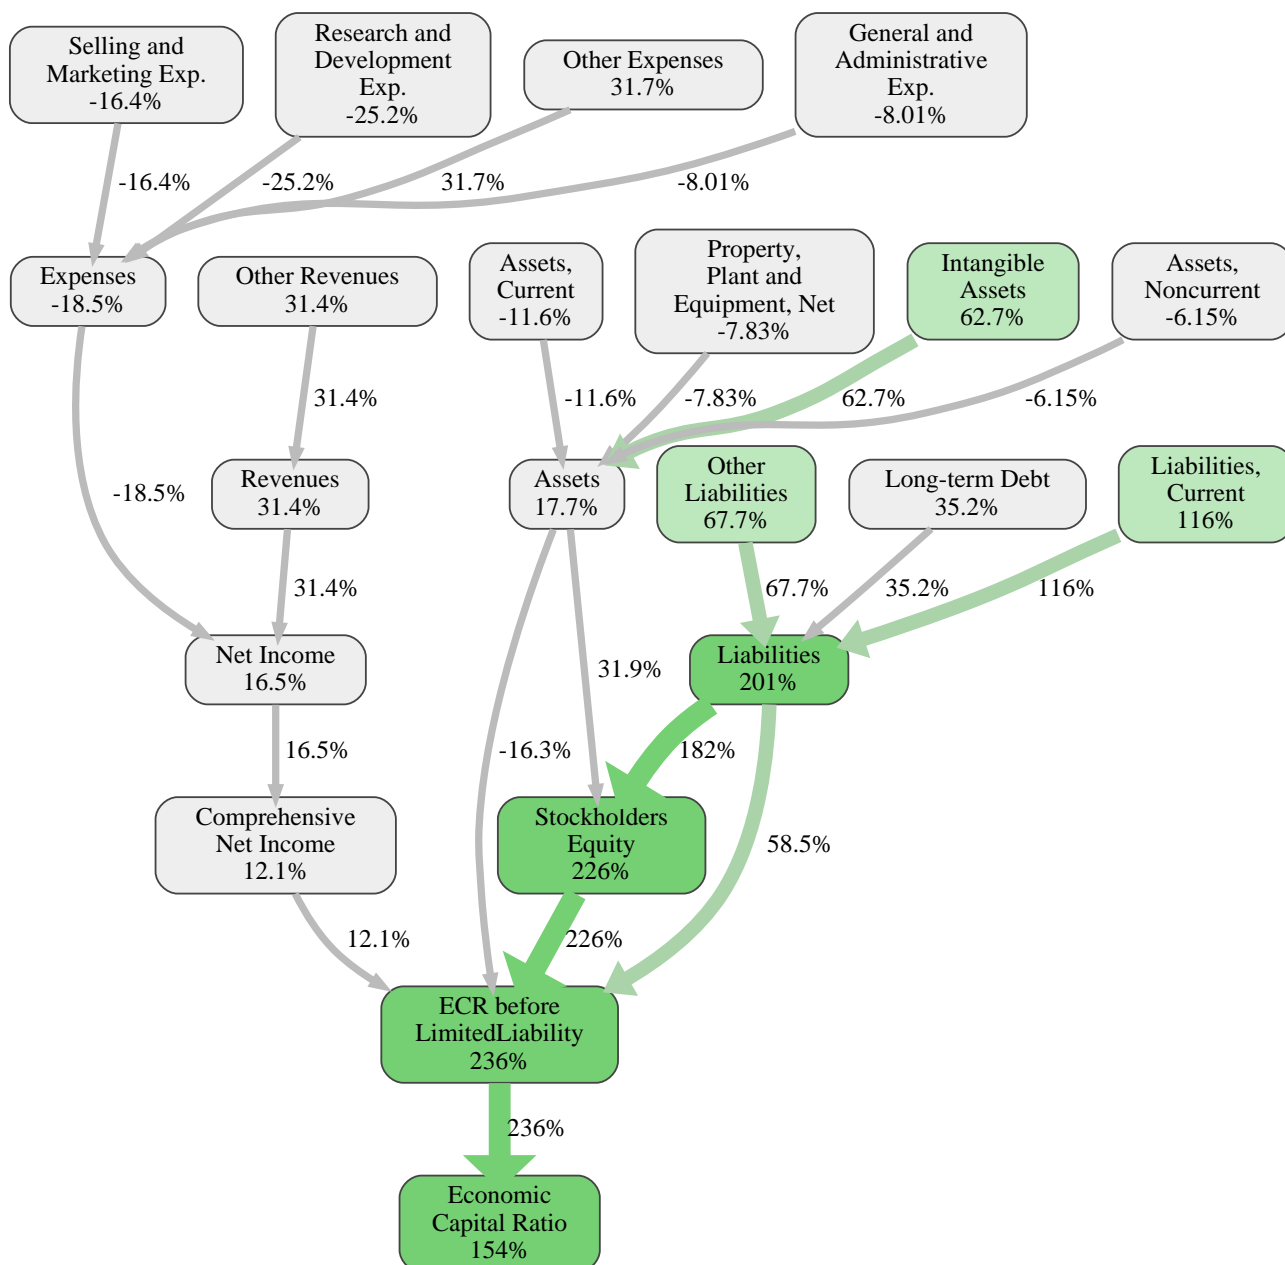 Selling and
Marketing Exp.
-16.4%
Research and
Development
Exp.
-25.2%
Other Expenses
31.7%
General and
Administrative
Exp.
-8.01%
-16.4%
-25.2%
31.7%
-8.01%
Expenses
-18.5%
Other Revenues
31.4%
Assets,
Current
-11.6%
Property,
Plant and
Equipment, Net
-7.83%
Intangible
Assets
62.7%
Assets,
Noncurrent
-6.15%
31.4%
-11.6%
-7.83%
62.7%
-6.15%
-18.5%
Revenues
31.4%
Assets
17.7%
Other
Liabilities
67.7%
Long-term Debt
35.2%
Liabilities,
Current
116%
31.4%
67.7%
35.2%
116%
Net Income
16.5%
31.9%
Liabilities
201%
16.5%
-16.3%
182%
Comprehensive
Net Income
12.1%
Stockholders
Equity
226%
58.5%
12.1%
226%
ECR before
LimitedLiability
236%
236%
Economic
Capital Ratio
154%